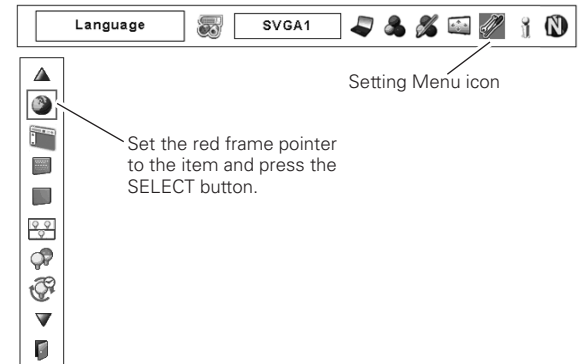 Language
SVGA1
N
Setting Menu icon
Set the red frame pointer
to the item and press the
SELECT button.